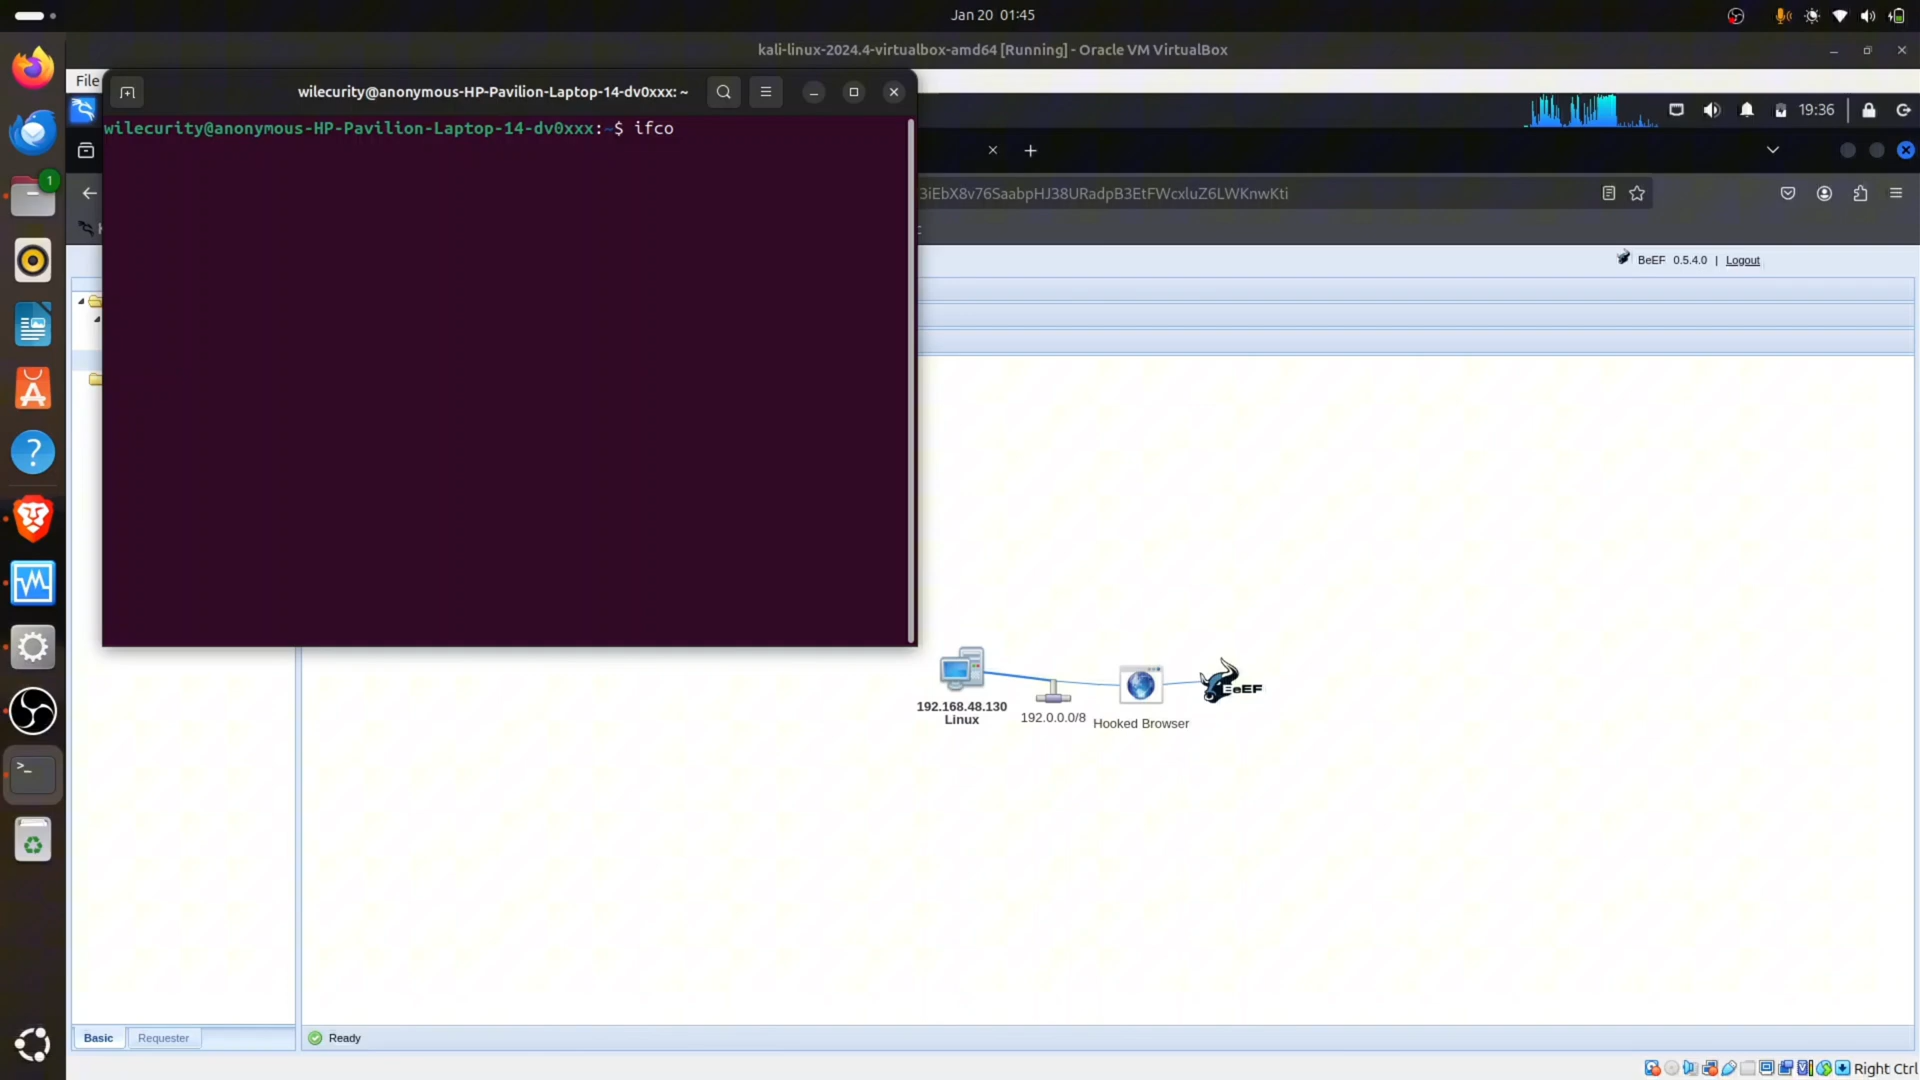 Jan 20 01:45
kali-linux-2024.4-virtualbox-amd64 [Running] - Oracle VM VirtualBox
File
wilecurity@anonymous-HP-Pavilion-Laptop-14-dv0xxx: ~
wilecurity@anonymous-HP-Pavilion-Laptop-14-dv0xxx:~$ ifco
19:36
1
3iEbX8v76SaabpHJ38URadpB3EtFWcxluZ6LWKnwKti
BeEF 0.5.4.0 | Logout
192.168.48.130
Linux
192.0.0.0/8
Hooked Browser
BeEF
Basic
Requester
Ready
Right Ctrl